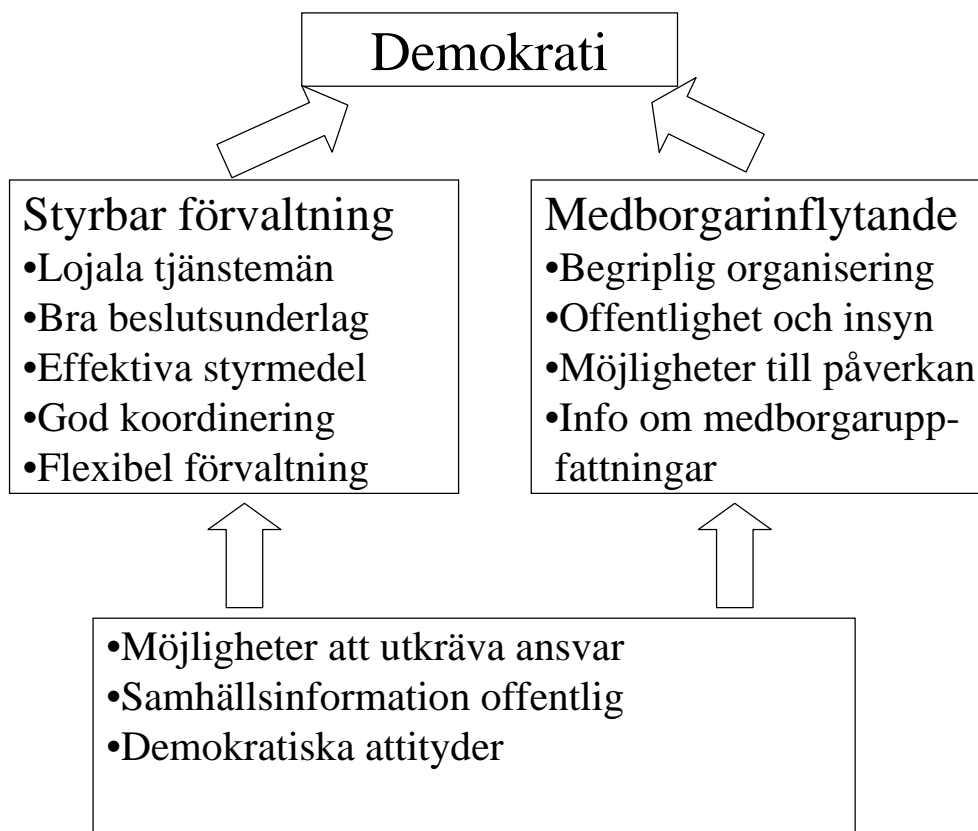 Demokrati
Styrbar förvaltning
•Lojala tjänstemän
•Bra beslutsunderlag
•Effektiva styrmedel
•God koordinering
•Flexibel förvaltning
Medborgarinflytande
•Begriplig organisering
•Offentlighet och insyn
•Möjligheter till påverkan
•Info om medborgarupp-
fattningar
•Möjligheter att utkräva ansvar
•Samhällsinformation offentlig
•Demokratiska attityder